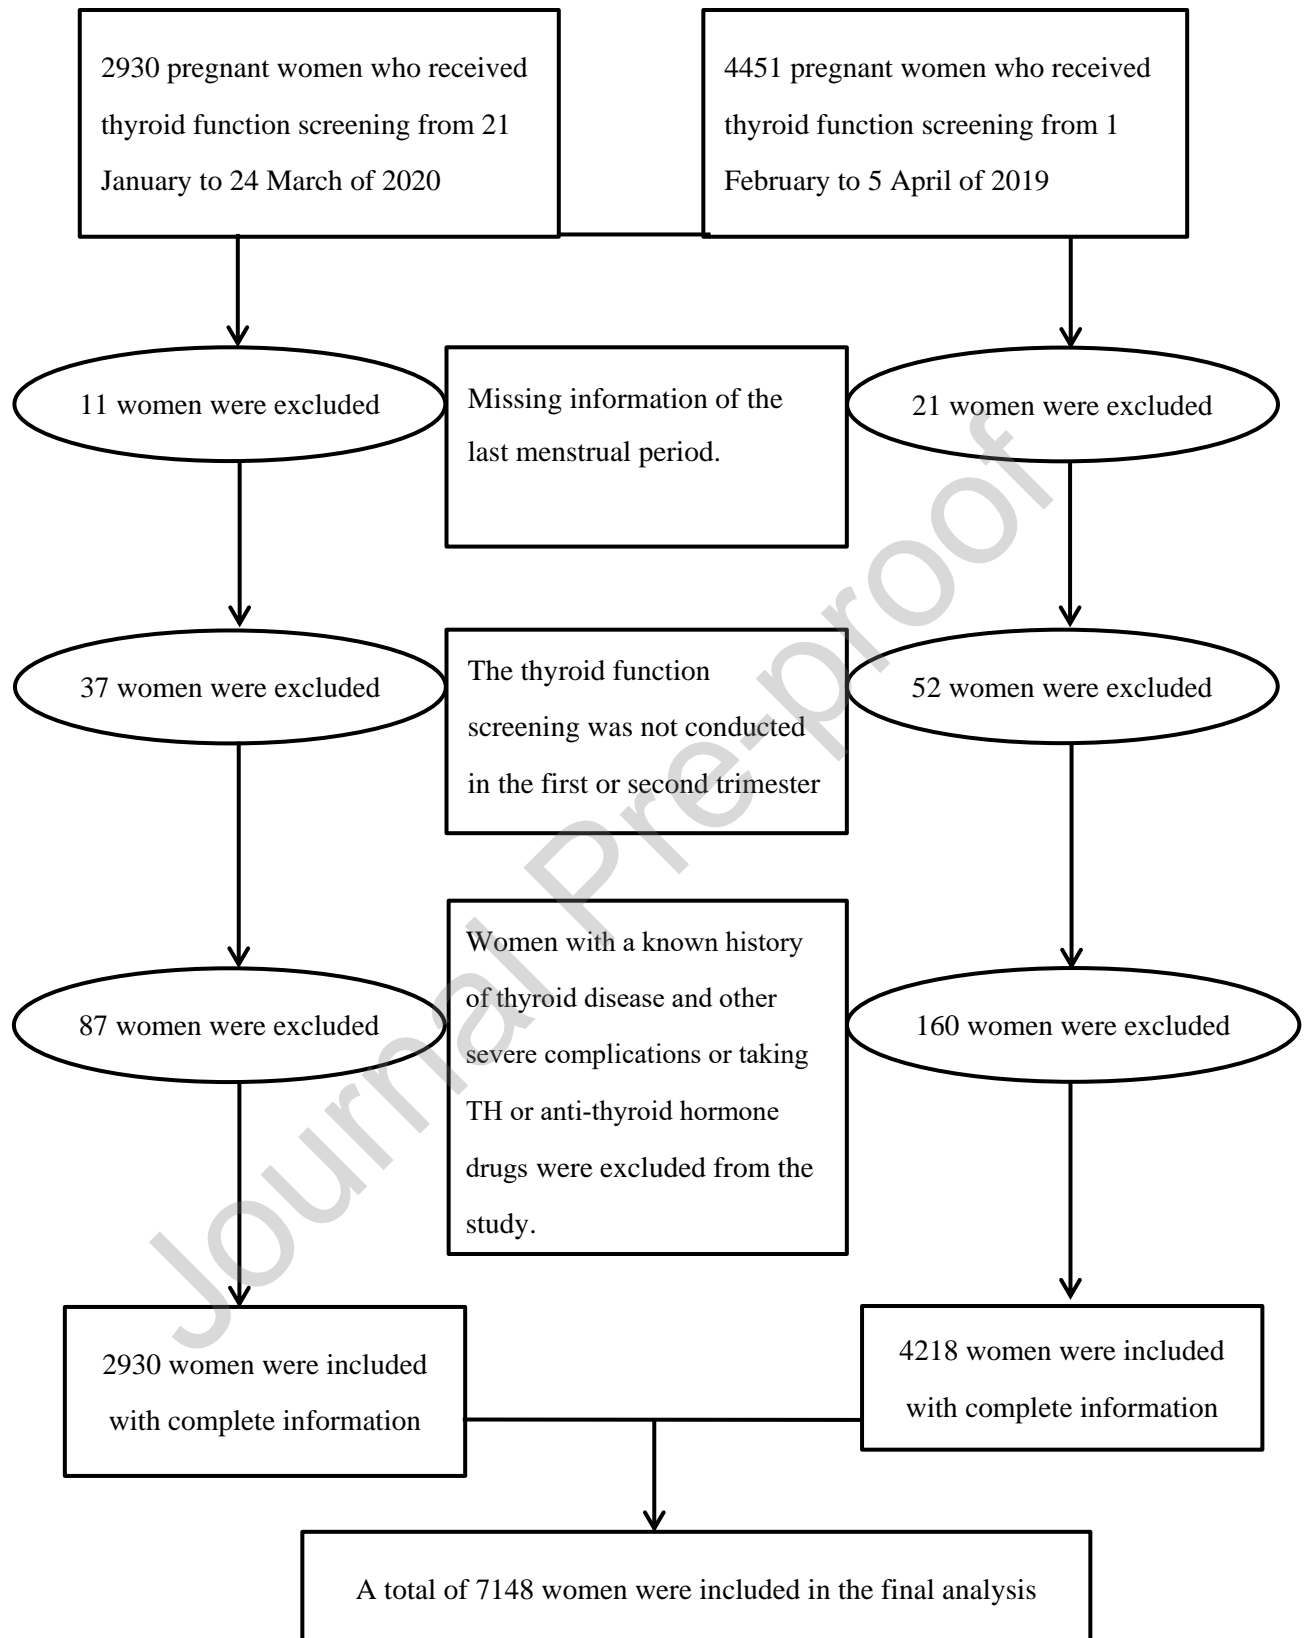 2930 pregnant women who received
thyroid function screening from 21
January to 24 March of 2020
4451 pregnant women who received
thyroid function screening from 1
February to 5 April of 2019
11 women were excluded
Missing information of the
last menstrual period.
21 women were excluded
37 women were excluded
The thyroid function
screening was not conducted
in the first or second trimester
52 women were excluded
87 women were excluded
Women with a known history
of thyroid disease and other
severe complications or taking
TH or anti-thyroid hormone
drugs were excluded from the
study.
160 women were excluded
2930 women were included
with complete information
4218 women were included
with complete information
A total of 7148 women were included in the final analysis
Journal Pre-proof